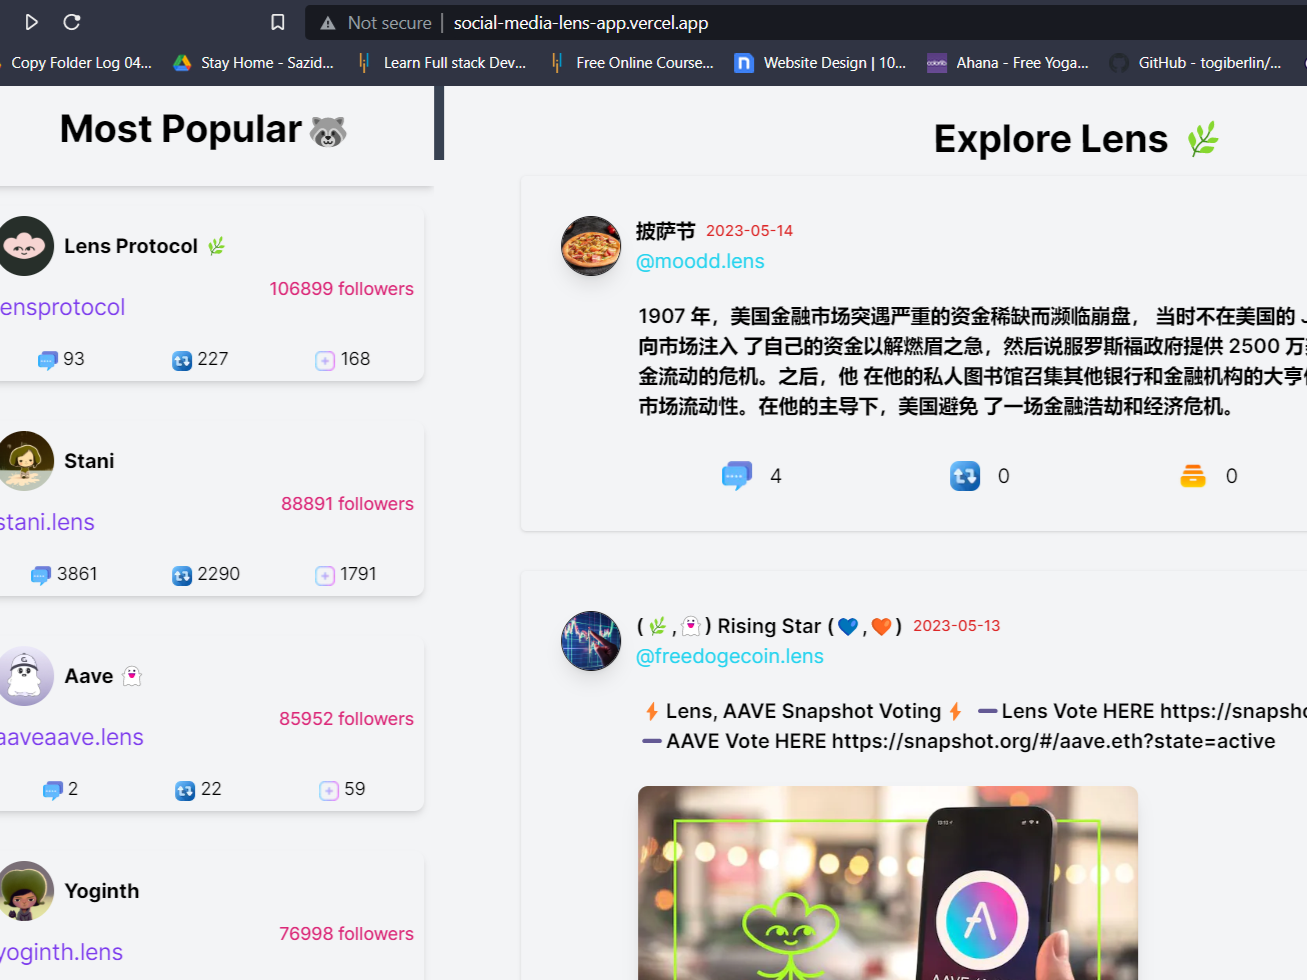 Not secure | social-media-lens-app.vercel.app
Copy Folder Log 04... Stay Home - Sazid... Learn Full stack Dev... Free Online Course... Website Design | 10... Ahana - Free Yoga... GitHub - togiberlin/...
Most Popular 🦝
Lens Protocol 🌿
106899 followers
ensprotocol
93 227 168
Stani
88891 followers
stani.lens
3861 2290 1791
Aave
85952 followers
aaveaave.lens
2 22 59
Yoginth
76998 followers
yoginth.lens
Explore Lens 🌿
披萨节 2023-05-14
@moodd.lens
1907 年，美国金融市场突遇严重的资金稀缺而濒临崩盘， 当时不在美国的 J
向市场注入 了自己的资金以解燃眉之急，然后说服罗斯福政府提供 2500 万
金流动的危机。之后，他 在他的私人图书馆召集其他银行和金融机构的大亨
市场流动性。在他的主导下，美国避免 了一场金融浩劫和经济危机。
4 0 0
(🌿,👻) Rising Star (💙,🧡) 2023-05-13
@freedogecoin.lens
⚡Lens, AAVE Snapshot Voting⚡ ➖Lens Vote HERE https://snapsh
➖AAVE Vote HERE https://snapshot.org/#/aave.eth?state=active